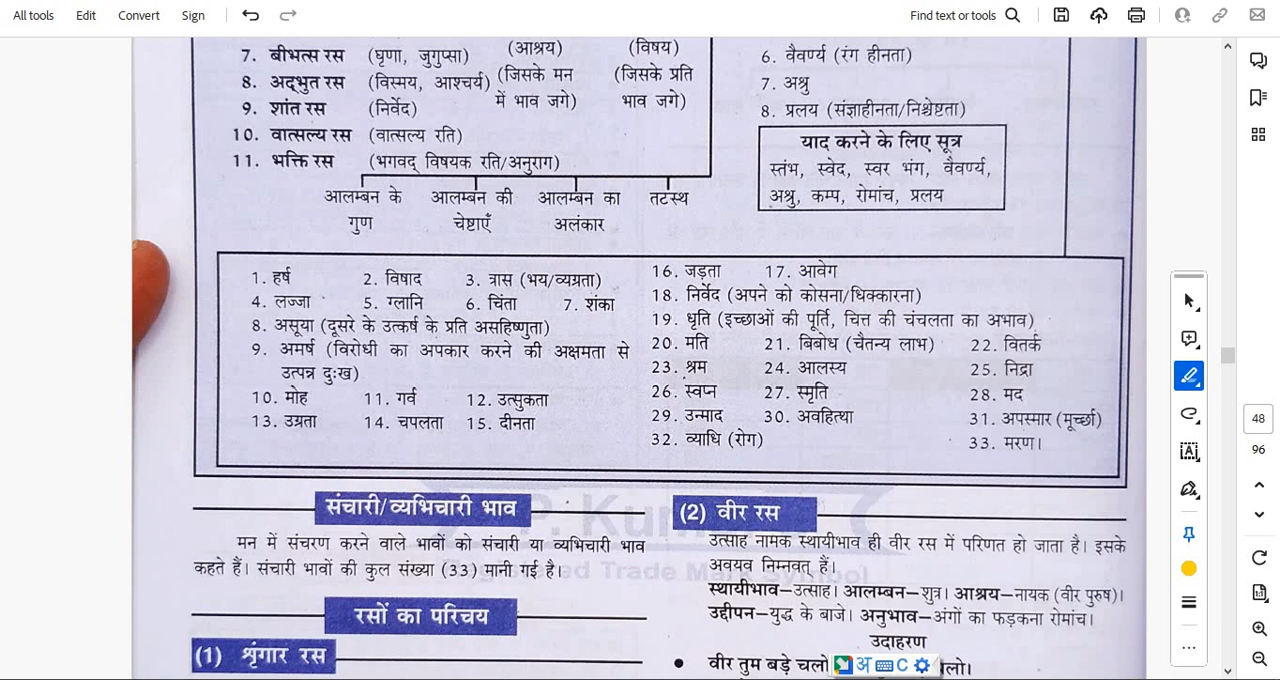 All tools Edit Convert Sign Find text or tools
7. बीभत्स रस (घृणा, जुगुप्सा)
8. अद्भुत रस (विस्मय, आश्चर्य)
9. शांत रस (निर्वेद)
10. वात्सल्य रस (वात्सल्य रति)
11. भक्ति रस (भगवद् विषयक रति/अनुराग)
(आश्रय) (विषय)
(जिसके मन (जिसके प्रति
में भाव जगे) भाव जगे)
आलम्बन के आलम्बन की आलम्बन का तटस्थ
गुण चेष्टाएँ अलंकार
6. वैवर्ण्य (रंग हीनता)
7. अश्रु
8. प्रलय (संज्ञाहीनता/निश्चेष्टता)
याद करने के लिए सूत्र
स्तंभ, स्वेद, स्वर भंग, वैवर्ण्य,
अश्रु, कम्प, रोमांच, प्रलय
1. हर्ष 2. विषाद 3. त्रास (भय/व्यग्रता)
4. लज्जा 5. ग्लानि 6. चिंता 7. शंका
8. असूया (दूसरे के उत्कर्ष के प्रति असहिष्णुता)
9. अमर्ष (विरोधी का अपकार करने की अक्षमता से
उत्पन्न दुःख)
10. मोह 11. गर्व 12. उत्सुकता
13. उग्रता 14. चपलता 15. दीनता
16. जड़ता 17. आवेग
18. निर्वेद (अपने को कोसना/धिक्कारना)
19. धृति (इच्छाओं की पूर्ति, चित्त की चंचलता का अभाव)
20. मति 21. बिबोध (चैतन्य लाभ) 22. वितर्क
23. श्रम 24. आलस्य 25. निद्रा
26. स्वप्न 27. स्मृति 28. मद
29. उन्माद 30. अवहित्था 31. अपस्मार (मूर्च्छा)
32. व्याधि (रोग) 33. मरण।
संचारी/व्यभिचारी भाव
मन में संचरण करने वाले भावों को संचारी या व्यभिचारी भाव
कहते हैं। संचारी भावों की कुल संख्या (33) मानी गई है।
रसों का परिचय
(1) शृंगार रस
(2) वीर रस
उत्साह नामक स्थायीभाव ही वीर रस में परिणत हो जाता है। इसके
अवयव निम्नवत् हैं।
स्थायीभाव–उत्साह। आलम्बन–शुत्र। आश्रय–नायक (वीर पुरुष)।
उद्दीपन–युद्ध के बाजे। अनुभाव–अंगों का फड़कना रोमांच।
उदाहरण
• वीर तुम बड़े चलो
अ C
48
96